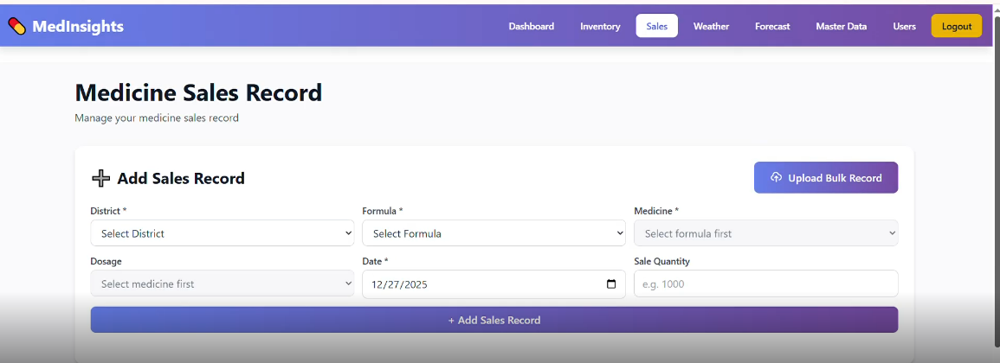 MedInsights
Dashboard Inventory Sales Weather Forecast Master Data Users Logout
Medicine Sales Record
Manage your medicine sales record
Add Sales Record
Upload Bulk Record
District * Formula * Medicine *
Select District Select Formula Select formula first
Dosage Date * Sale Quantity
Select medicine first 12/27/2025 e.g. 1000
+ Add Sales Record